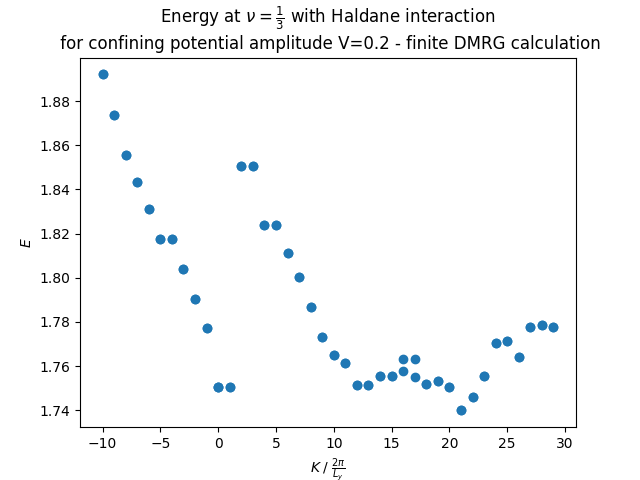 Energy at ν = 1/3 with Haldane interaction
for confining potential amplitude V=0.2 - finite DMRG calculation
1.88
1.86
1.84
1.82
1.80
1.78
1.76
1.74
E
−10 −5 0 5 10 15 20 25 30
K / 2π/L_y